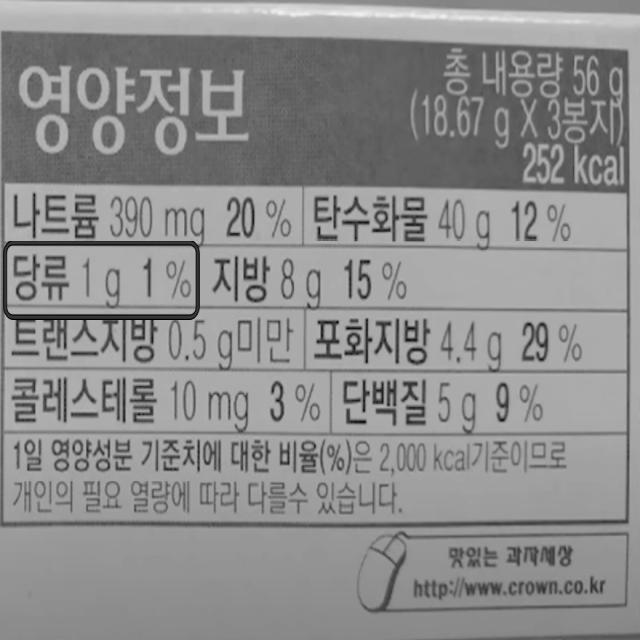 영양정보
총 내용량 56 g
(18.67 g X 3봉지)
252 kcal
나트륨 390 mg 20 % 탄수화물 40 g 12 %
당류 1 g 1 % 지방 8 g 15 %
트랜스지방 0.5 g미만 포화지방 4.4 g 29 %
콜레스테롤 10 mg 3 % 단백질 5 g 9 %
1일 영양성분 기준치에 대한 비율(%)은 2,000 kcal기준이므로
개인의 필요 열량에 따라 다를수 있습니다.
맛있는 과자세상
http://www.crown.co.kr